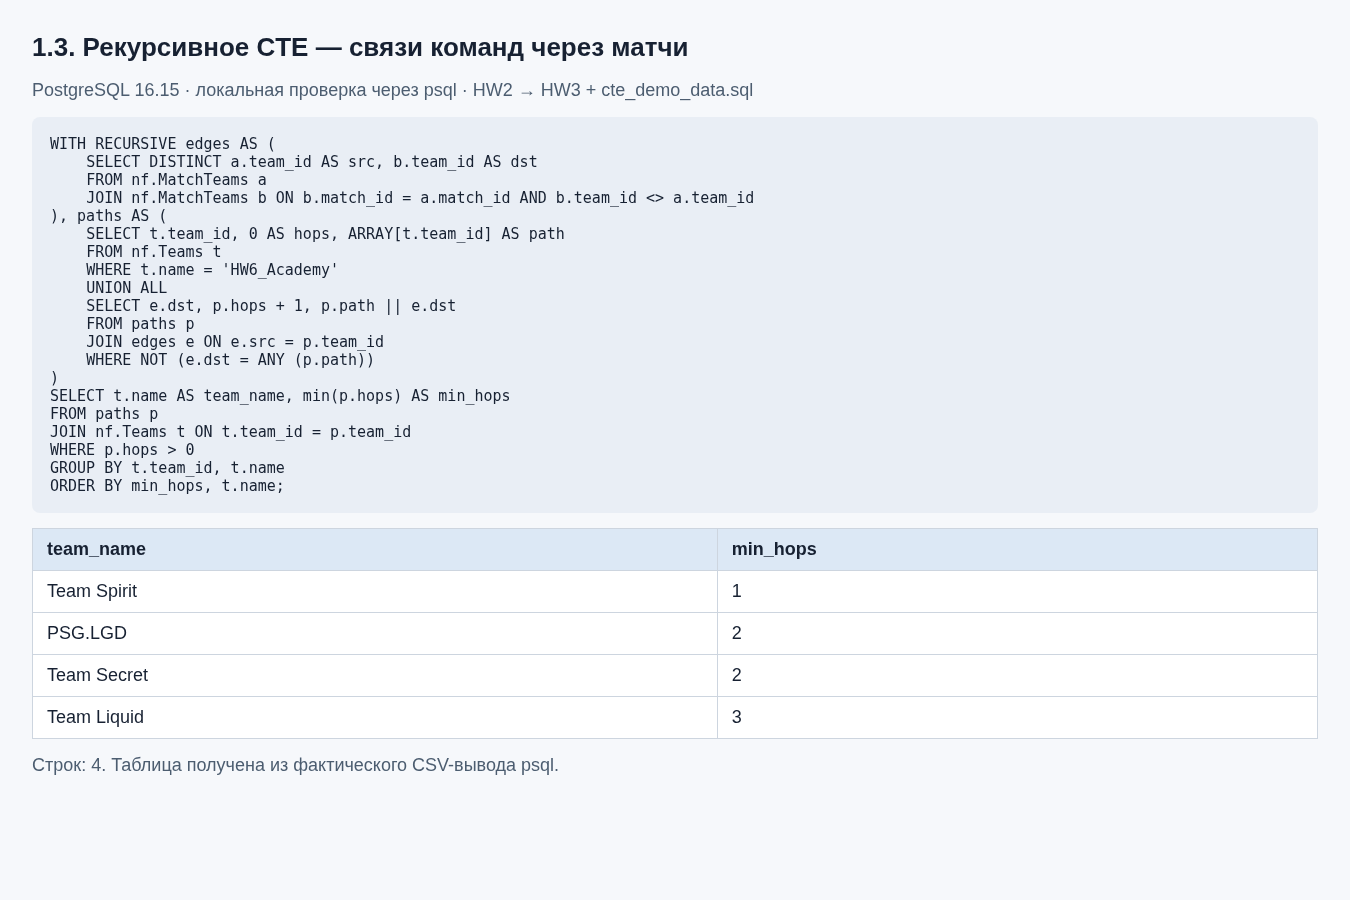 1.3. Рекурсивное CTE — связи команд через матчи
PostgreSQL 16.15 · локальная проверка через psql · HW2 → HW3 + cte_demo_data.sql
WITH RECURSIVE edges AS (
    SELECT DISTINCT a.team_id AS src, b.team_id AS dst
    FROM nf.MatchTeams a
    JOIN nf.MatchTeams b ON b.match_id = a.match_id AND b.team_id <> a.team_id
), paths AS (
    SELECT t.team_id, 0 AS hops, ARRAY[t.team_id] AS path
    FROM nf.Teams t
    WHERE t.name = 'HW6_Academy'
    UNION ALL
    SELECT e.dst, p.hops + 1, p.path || e.dst
    FROM paths p
    JOIN edges e ON e.src = p.team_id
    WHERE NOT (e.dst = ANY (p.path))
)
SELECT t.name AS team_name, min(p.hops) AS min_hops
FROM paths p
JOIN nf.Teams t ON t.team_id = p.team_id
WHERE p.hops > 0
GROUP BY t.team_id, t.name
ORDER BY min_hops, t.name;
team_name min_hops
Team Spirit 1
PSG.LGD 2
Team Secret 2
Team Liquid 3
Строк: 4. Таблица получена из фактического CSV-вывода psql.